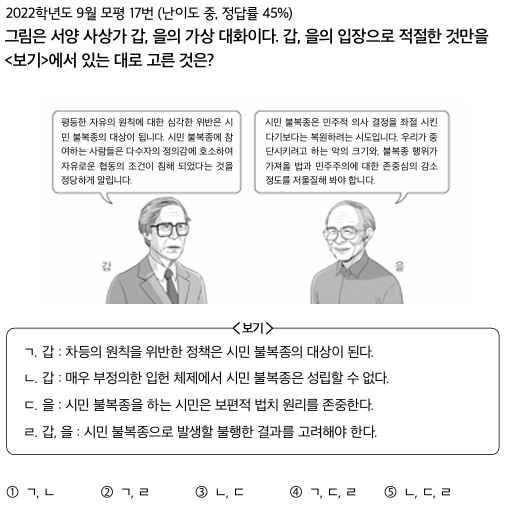 2022학년도 9월 모평 17번 (난이도 중, 정답률 45%)
그림은 서양 사상가 갑, 을의 가상 대화이다. 갑, 을의 입장으로 적절한 것만을
<보기>에서 있는 대로 고른 것은?
평등한 자유의 원칙에 대한 심각한 위반은 시
민 불복종의 대상이 됩니다. 시민 불복종에 참
여하는 사람들은 다수자의 정의감에 호소하여
자유로운 협동의 조건이 침해 되었다는 것을
정당하게 알립니다.
시민 불복종은 민주적 의사 결정을 좌절 시킨
다기보다는 복원하려는 시도입니다. 우리가 중
단시키려고 하는 악의 크기와, 불복종 행위가
가져올 법과 민주주의에 대한 존중심의 감소
정도를 저울질해 봐야 합니다.
갑
을
<보기>
ㄱ. 갑 : 차등의 원칙을 위반한 정책은 시민 불복종의 대상이 된다.
ㄴ. 갑 : 매우 부정의한 입헌 체제에서 시민 불복종은 성립할 수 없다.
ㄷ. 을 : 시민 불복종을 하는 시민은 보편적 법치 원리를 존중한다.
ㄹ. 갑, 을 : 시민 불복종으로 발생할 불행한 결과를 고려해야 한다.
① ㄱ, ㄴ ② ㄱ, ㄹ ③ ㄴ, ㄷ ④ ㄱ, ㄷ, ㄹ ⑤ ㄴ, ㄷ, ㄹ